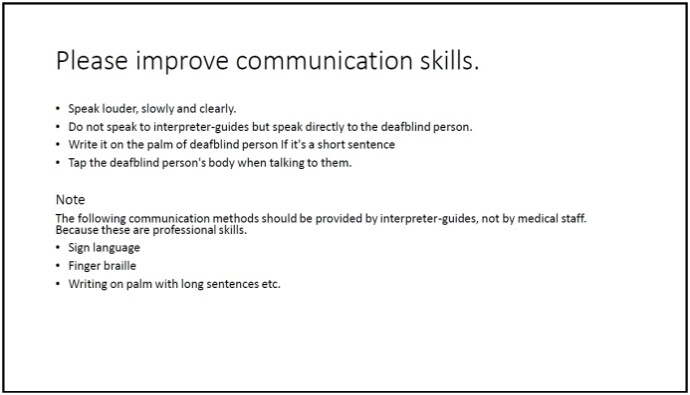 Please improve communication skills.
• Speak louder, slowly and clearly.
• Do not speak to interpreter-guides but speak directly to the deafblind person.
• Write it on the palm of deafblind person If it's a short sentence
• Tap the deafblind person's body when talking to them.
Note
The following communication methods should be provided by interpreter-guides, not by medical staff.
Because these are professional skills.
• Sign language
• Finger braille
• Writing on palm with long sentences etc.